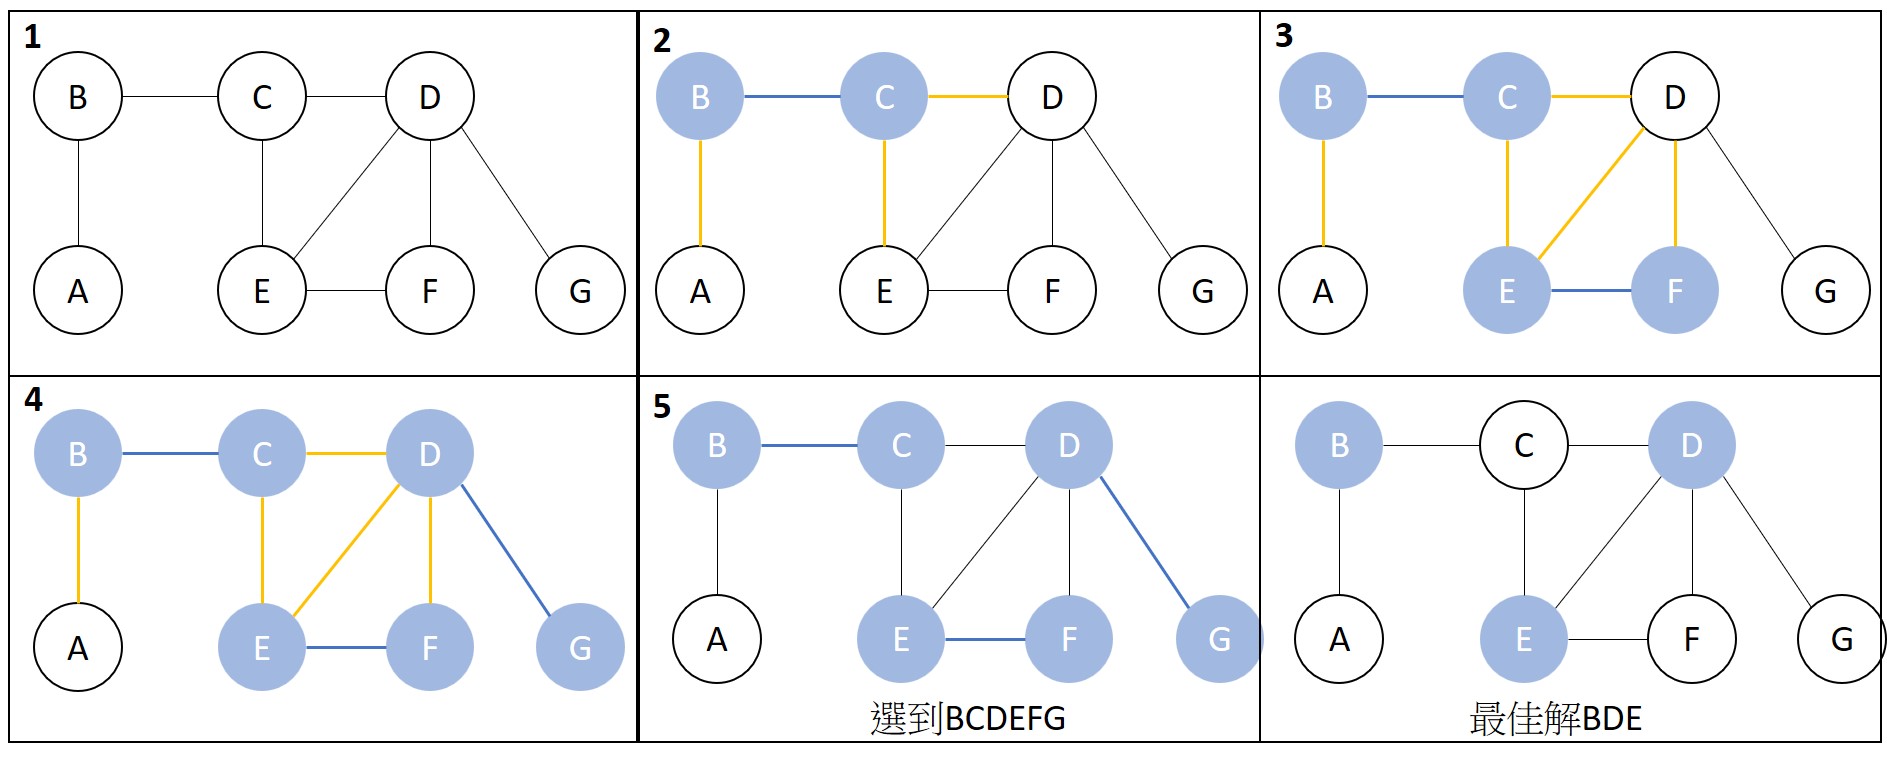 1
B C D
A E F G
2
B C D
A E F G
3
B C D
A E F G
4
B C D
A E F G
5
B C D
A E F G
選到BCDEFG
B C D
A E F G
最佳解BDE